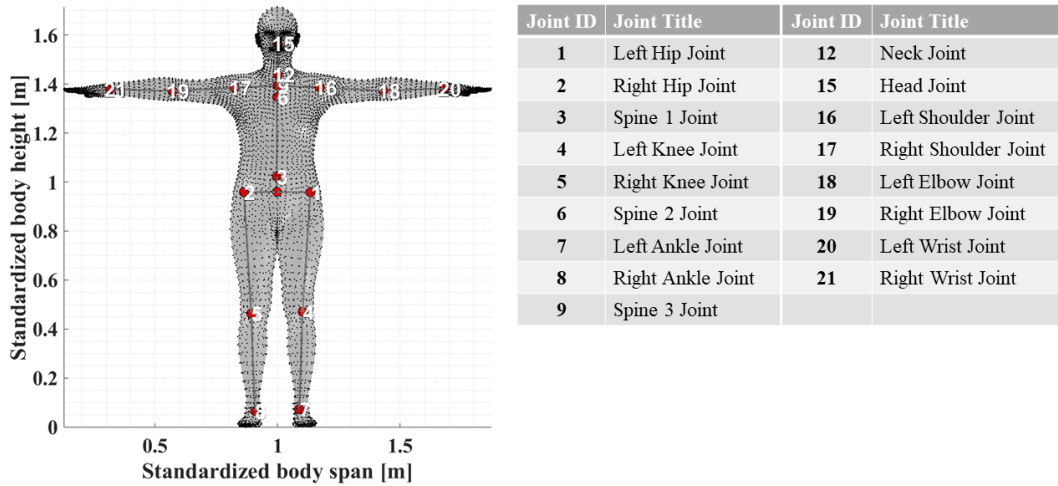 Standardized body height [m]
1.6
1.4
1.2
1
0.8
0.6
0.4
0.2
0
15
12
21 19 17 16 18 20
6
3
2 1
5 4
8 7
0.5 1 1.5
Standardized body span [m]
Joint ID Joint Title Joint ID Joint Title
1 Left Hip Joint 12 Neck Joint
2 Right Hip Joint 15 Head Joint
3 Spine 1 Joint 16 Left Shoulder Joint
4 Left Knee Joint 17 Right Shoulder Joint
5 Right Knee Joint 18 Left Elbow Joint
6 Spine 2 Joint 19 Right Elbow Joint
7 Left Ankle Joint 20 Left Wrist Joint
8 Right Ankle Joint 21 Right Wrist Joint
9 Spine 3 Joint